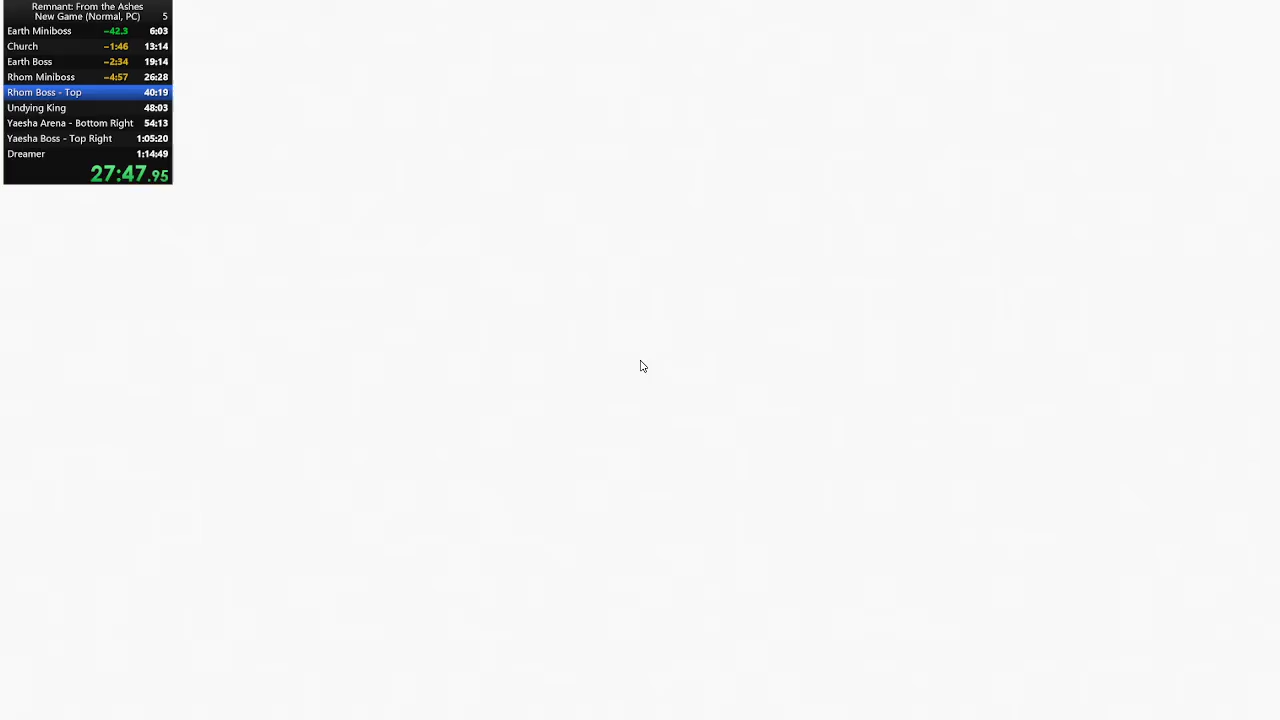 Remnant: From the Ashes
New Game (Normal, PC) 5
Earth Miniboss -42.3 6:03
Church -1:46 13:14
Earth Boss -2:34 19:14
Rhom Miniboss -4:57 26:28
Rhom Boss - Top 40:19
Undying King 48:03
Yaesha Arena - Bottom Right 54:13
Yaesha Boss - Top Right 1:05:20
Dreamer 1:14:49
27:47.95